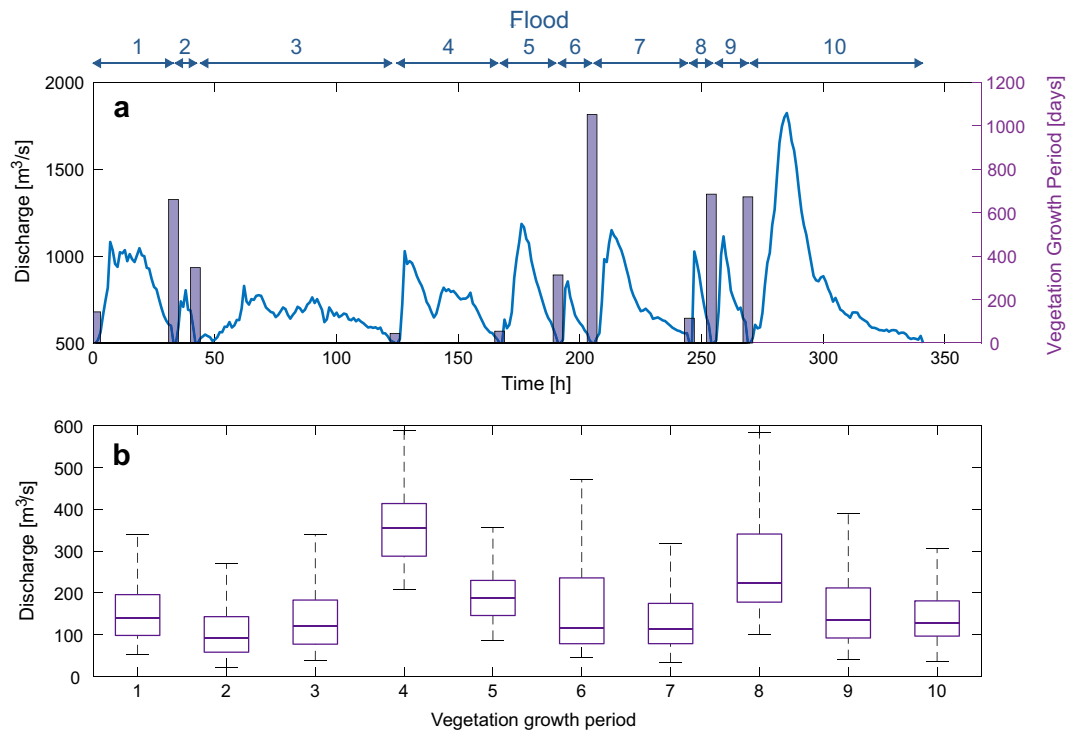 Flood
1 2 3 4 5 6 7 8 9 10
a
2000
1500
1000
500
Discharge [m³/s]
1200
1000
800
600
400
200
0
Vegetation Growth Period [days]
0 50 100 150 200 250 300 350
Time [h]
b
600
500
400
300
200
100
0
Discharge [m³/s]
1 2 3 4 5 6 7 8 9 10
Vegetation growth period